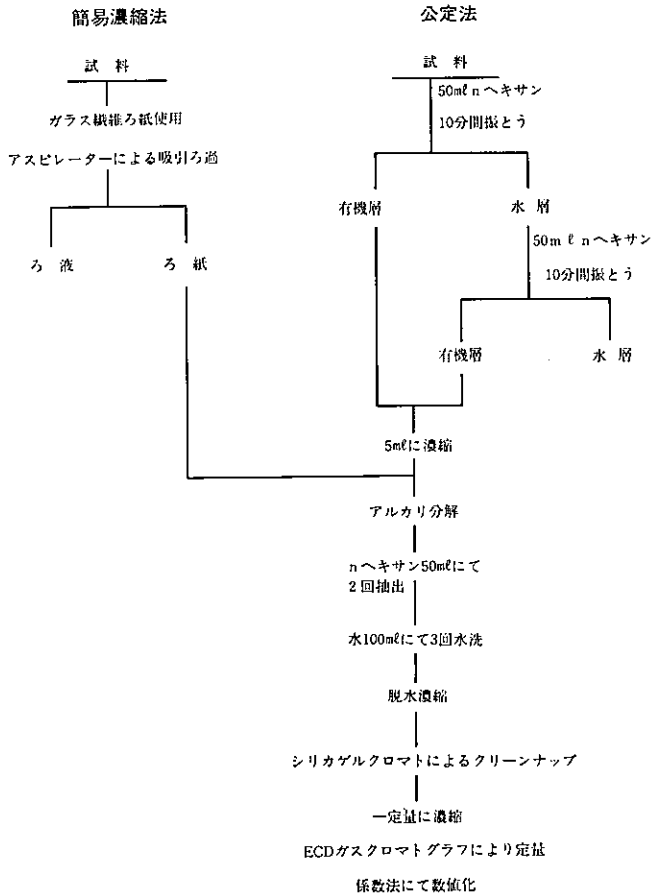 簡易濃縮法
公定法
試料
試料
50mℓ nヘキサン
10分間振とう
ガラス繊維ろ紙使用
アスピレーターによる吸引ろ過
有機層
水層
50mℓ nヘキサン
10分間振とう
ろ液
ろ紙
有機層
水層
5mℓに濃縮
アルカリ分解
nヘキサン50mℓにて
2回抽出
水100mℓにて3回水洗
脱水濃縮
シリカゲルクロマトによるクリーンナップ
一定量に濃縮
ECDガスクロマトグラフにより定量
係数法にて数値化